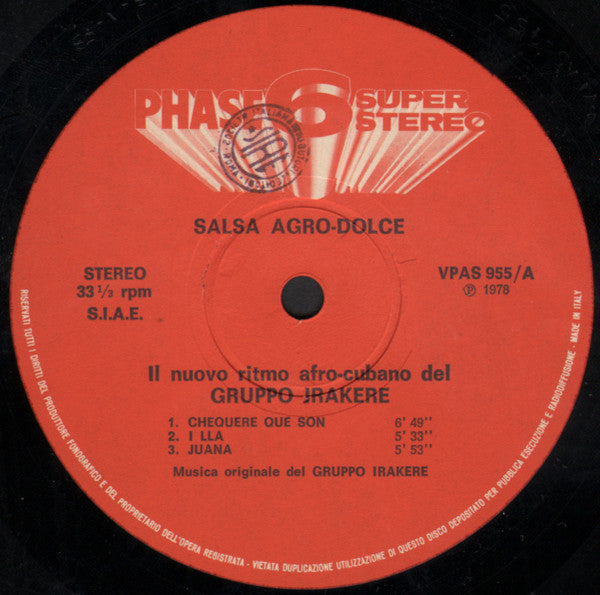 PHASE 6 SUPER STEREO
SIAE
SALSA AGRO-DOLCE
STEREO
33 1/3 rpm
S.I.A.E.
VPAS 955/A
Ⓟ 1978
Il nuovo ritmo afro-cubano del
GRUPPO IRAKERE
1. CHEQUERE QUE SON 6' 49''
2. I LLA 5' 33''
3. JUANA 5' 53''
Musica originale del GRUPPO IRAKERE
RISERVATI TUTTI I DIRITTI DEL PRODUTTORE FONOGRAFICO E DEL PROPRIETARIO DELL'OPERA REGISTRATA - VIETATA DUPLICAZIONE UTILIZZAZIONE DI QUESTO DISCO DEPOSITATO PER PUBBLICA ESECUZIONE E RADIODIFFUSIONE - MADE IN ITALY